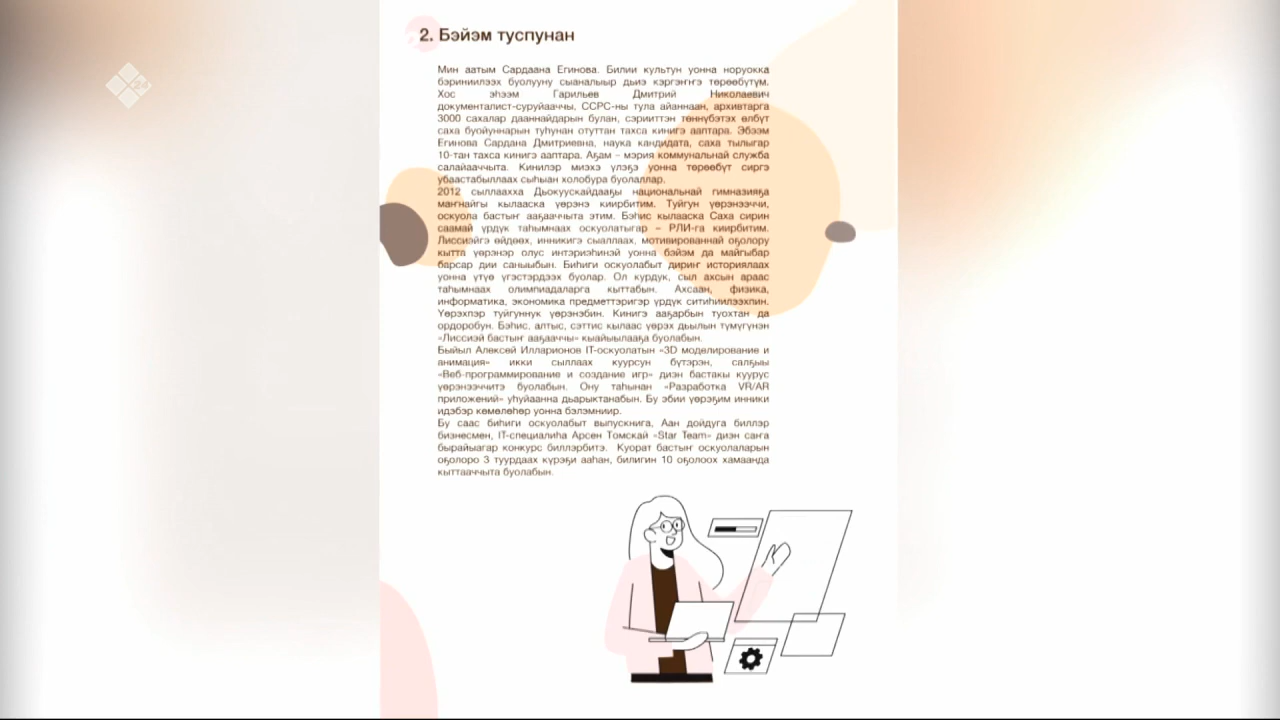 24
2. Бэйэм туспунан
Мин аатым Сардаана Егинова. Билии культун уонна норуокка
бэриниилээх буолууну сыаналыыр дьиэ кэргэҥҥэ төрөөбүтүм.
Хос эһээм Гарильев Дмитрий Николаевич
документалист-суруйааччы, ССРС-ны тула айаннаан, архивтарга
3000 сахалар дааннайдарын булан, сэрииттэн төннүбэтэх өлбүт
саха буойуннарын туһунан отуттан тахса кинигэ ааптара. Эбээм
Егинова Сардана Дмитриевна, наука кандидата, саха тылыгар
10-тан тахса кинигэ ааптара. Аҕам – мэрия коммунальнай служба
салайааччыта. Кинилэр миэхэ үлэҕэ уонна төрөөбүт сиргэ
убаастабыллаах сыһыан холобура буолаллар.
2012 сыллаахха Дьокуускайдааҕы национальнай гимназияҕа
маҥнайгы кылааска үөрэнэ киирбитим. Туйгун үөрэнээччи,
оскуола бастыҥ ааҕааччыта этим. Бэһис кылааска Саха сирин
саамай үрдүк таһымнаах оскуолатыгар – РЛИ-га киирбитим.
Лиссиэйгэ өйдөөх, инникигэ сыаллаах, мотивированнай оҕолору
кытта үөрэнэр олус интэриэһинэй уонна бэйэм да майгыбар
барсар дии саныыбын. Биһиги оскуолабыт дириҥ историялаах
уонна үтүө үгэстэрдээх буолар. Ол курдук, сыл ахсын араас
таһымнаах олимпиадаларга кыттабын. Ахсаан, физика,
информатика, экономика предметтэригэр үрдүк ситиһиилээхпин.
Үөрэхпэр туйгуннук үөрэнэбин. Кинигэ ааҕарбын туохтан да
ордоробун. Бэһис, алтыс, сэттис кылаас үөрэх дьылын түмүгүнэн
«Лиссиэй бастыҥ ааҕааччы» кыайыылааҕа буолабын.
Быйыл Алексей Илларионов IT-оскуолатын «3D моделирование и
анимация» икки сыллаах куурсун бүтэрэн, салҕыы
«Веб-программирование и создание игр» диэн бастакы куурус
үөрэнээччитэ буолабын. Ону таһынан «Разработка VR/AR
приложений» уһуйаанна дьарыктанабын. Бу эбии үөрэҕим инники
идэбэр көмөлөһөр уонна бэлэмниир.
Бу саас биһиги оскуолабыт выпускнига, Аан дойдуга биллэр
бизнесмен, IT-специалиһа Арсен Томскай «Star Team» диэн саҥа
бырайыагар конкурс биллэрбитэ. Куорат бастыҥ оскуолаларын
оҕолоро 3 туурдаах күрэҕи ааһан, билигин 10 оҕолоох хамаанда
кыттааччыта буолабын.